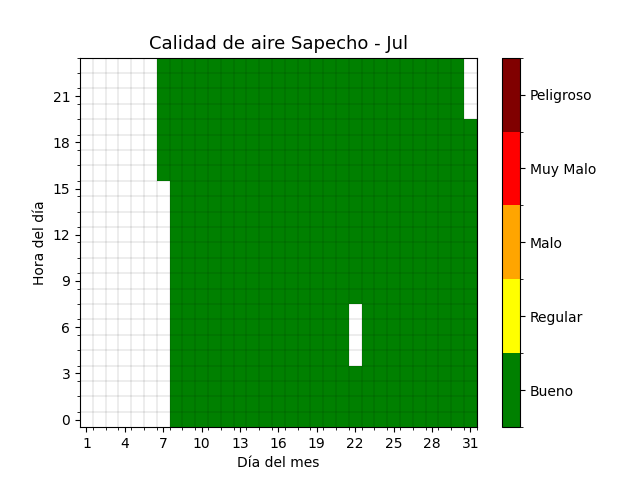 Calidad de aire Sapecho - Jul
Hora del día
21
18
15
12
9
6
3
0
1 4 7 10 13 16 19 22 25 28 31
Día del mes
Peligroso
Muy Malo
Malo
Regular
Bueno